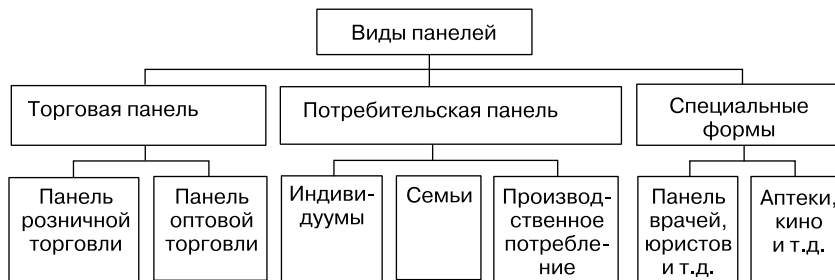 Виды панелей
Торговая панель
Потребительская панель
Специальные
формы
Панель
розничной
торговли
Панель
оптовой
торговли
Индиви-
дуумы
Семьи
Производ-
ственное
потребле-
ние
Панель
врачей,
юристов
и т.д.
Аптеки,
кино
и т.д.